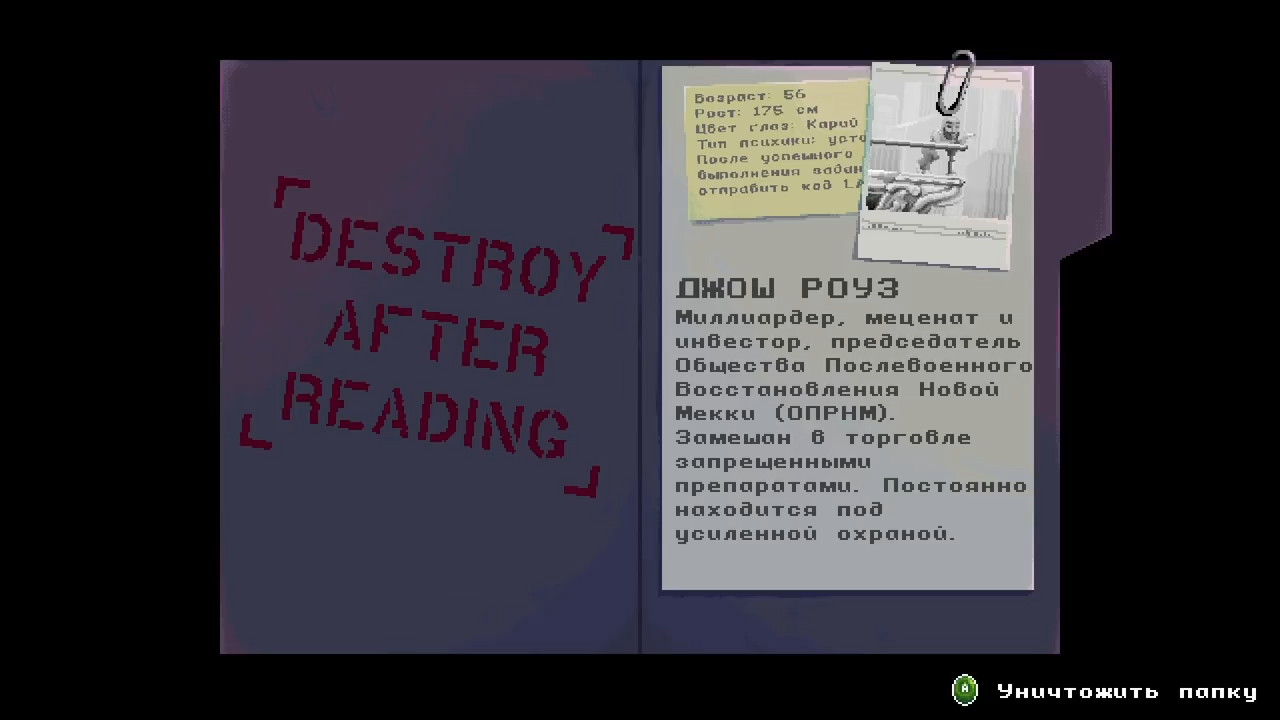 DESTROY
AFTER
READING
Возраст: 56
Рост: 175 см
Цвет глаз: Карий
Тип психики: усто
После успешного
выполнения задан
отправить код
ДЖОШ РОУЗ
Миллиардер, меценат и
инвестор, председатель
Общества Послевоенного
Восстановления Новой
Мекки (ОПРНМ).
Замешан в торговле
запрещенными
препаратами. Постоянно
находится под
усиленной охраной.
A Уничтожить папку